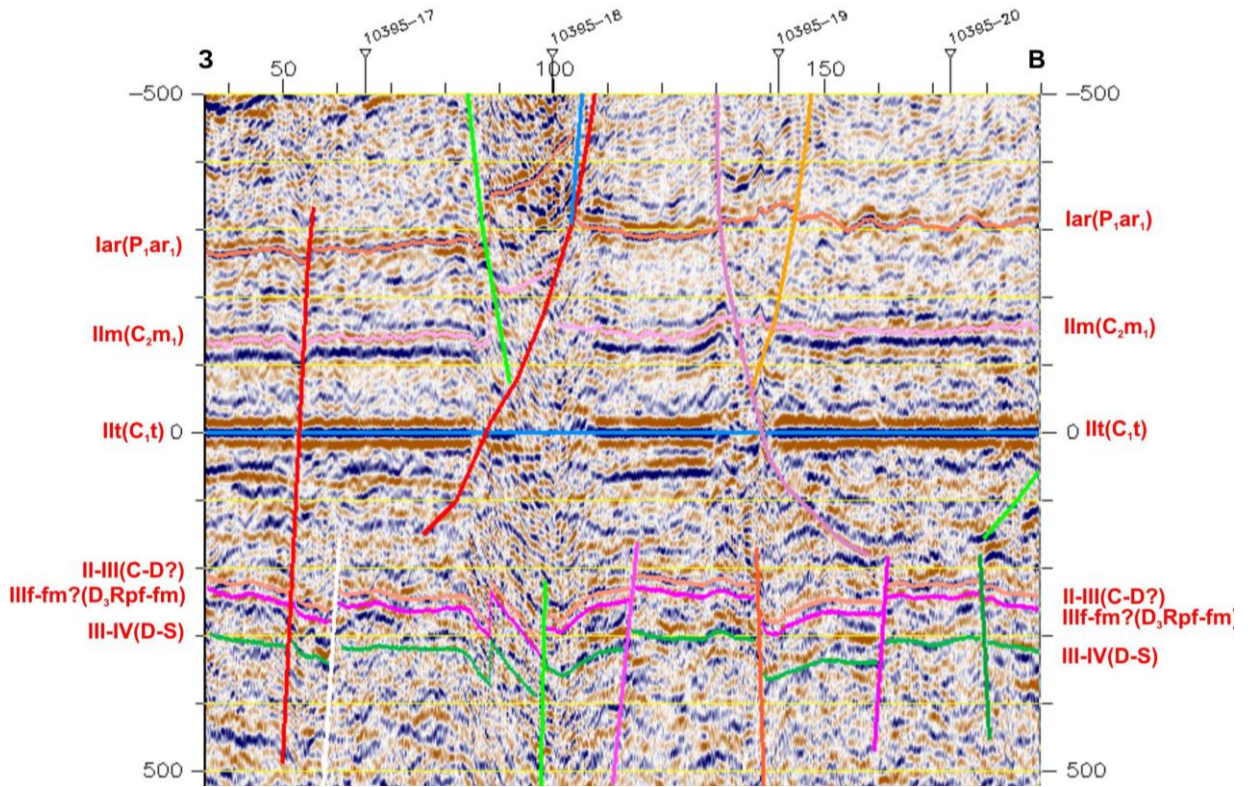 10395-17 10395-18 10395-19 10395-20
З 50 100 150 В
-500 -500
Iar(P₁ar₁) Iar(P₁ar₁)
IIm(C₂m₁) IIm(C₂m₁)
IIt(C₁t) 0 0 IIt(C₁t)
II-III(C-D?) II-III(C-D?)
IIIf-fm?(D₃Rpf-fm) IIIf-fm?(D₃Rpf-fm)
III-IV(D-S) III-IV(D-S)
500 500